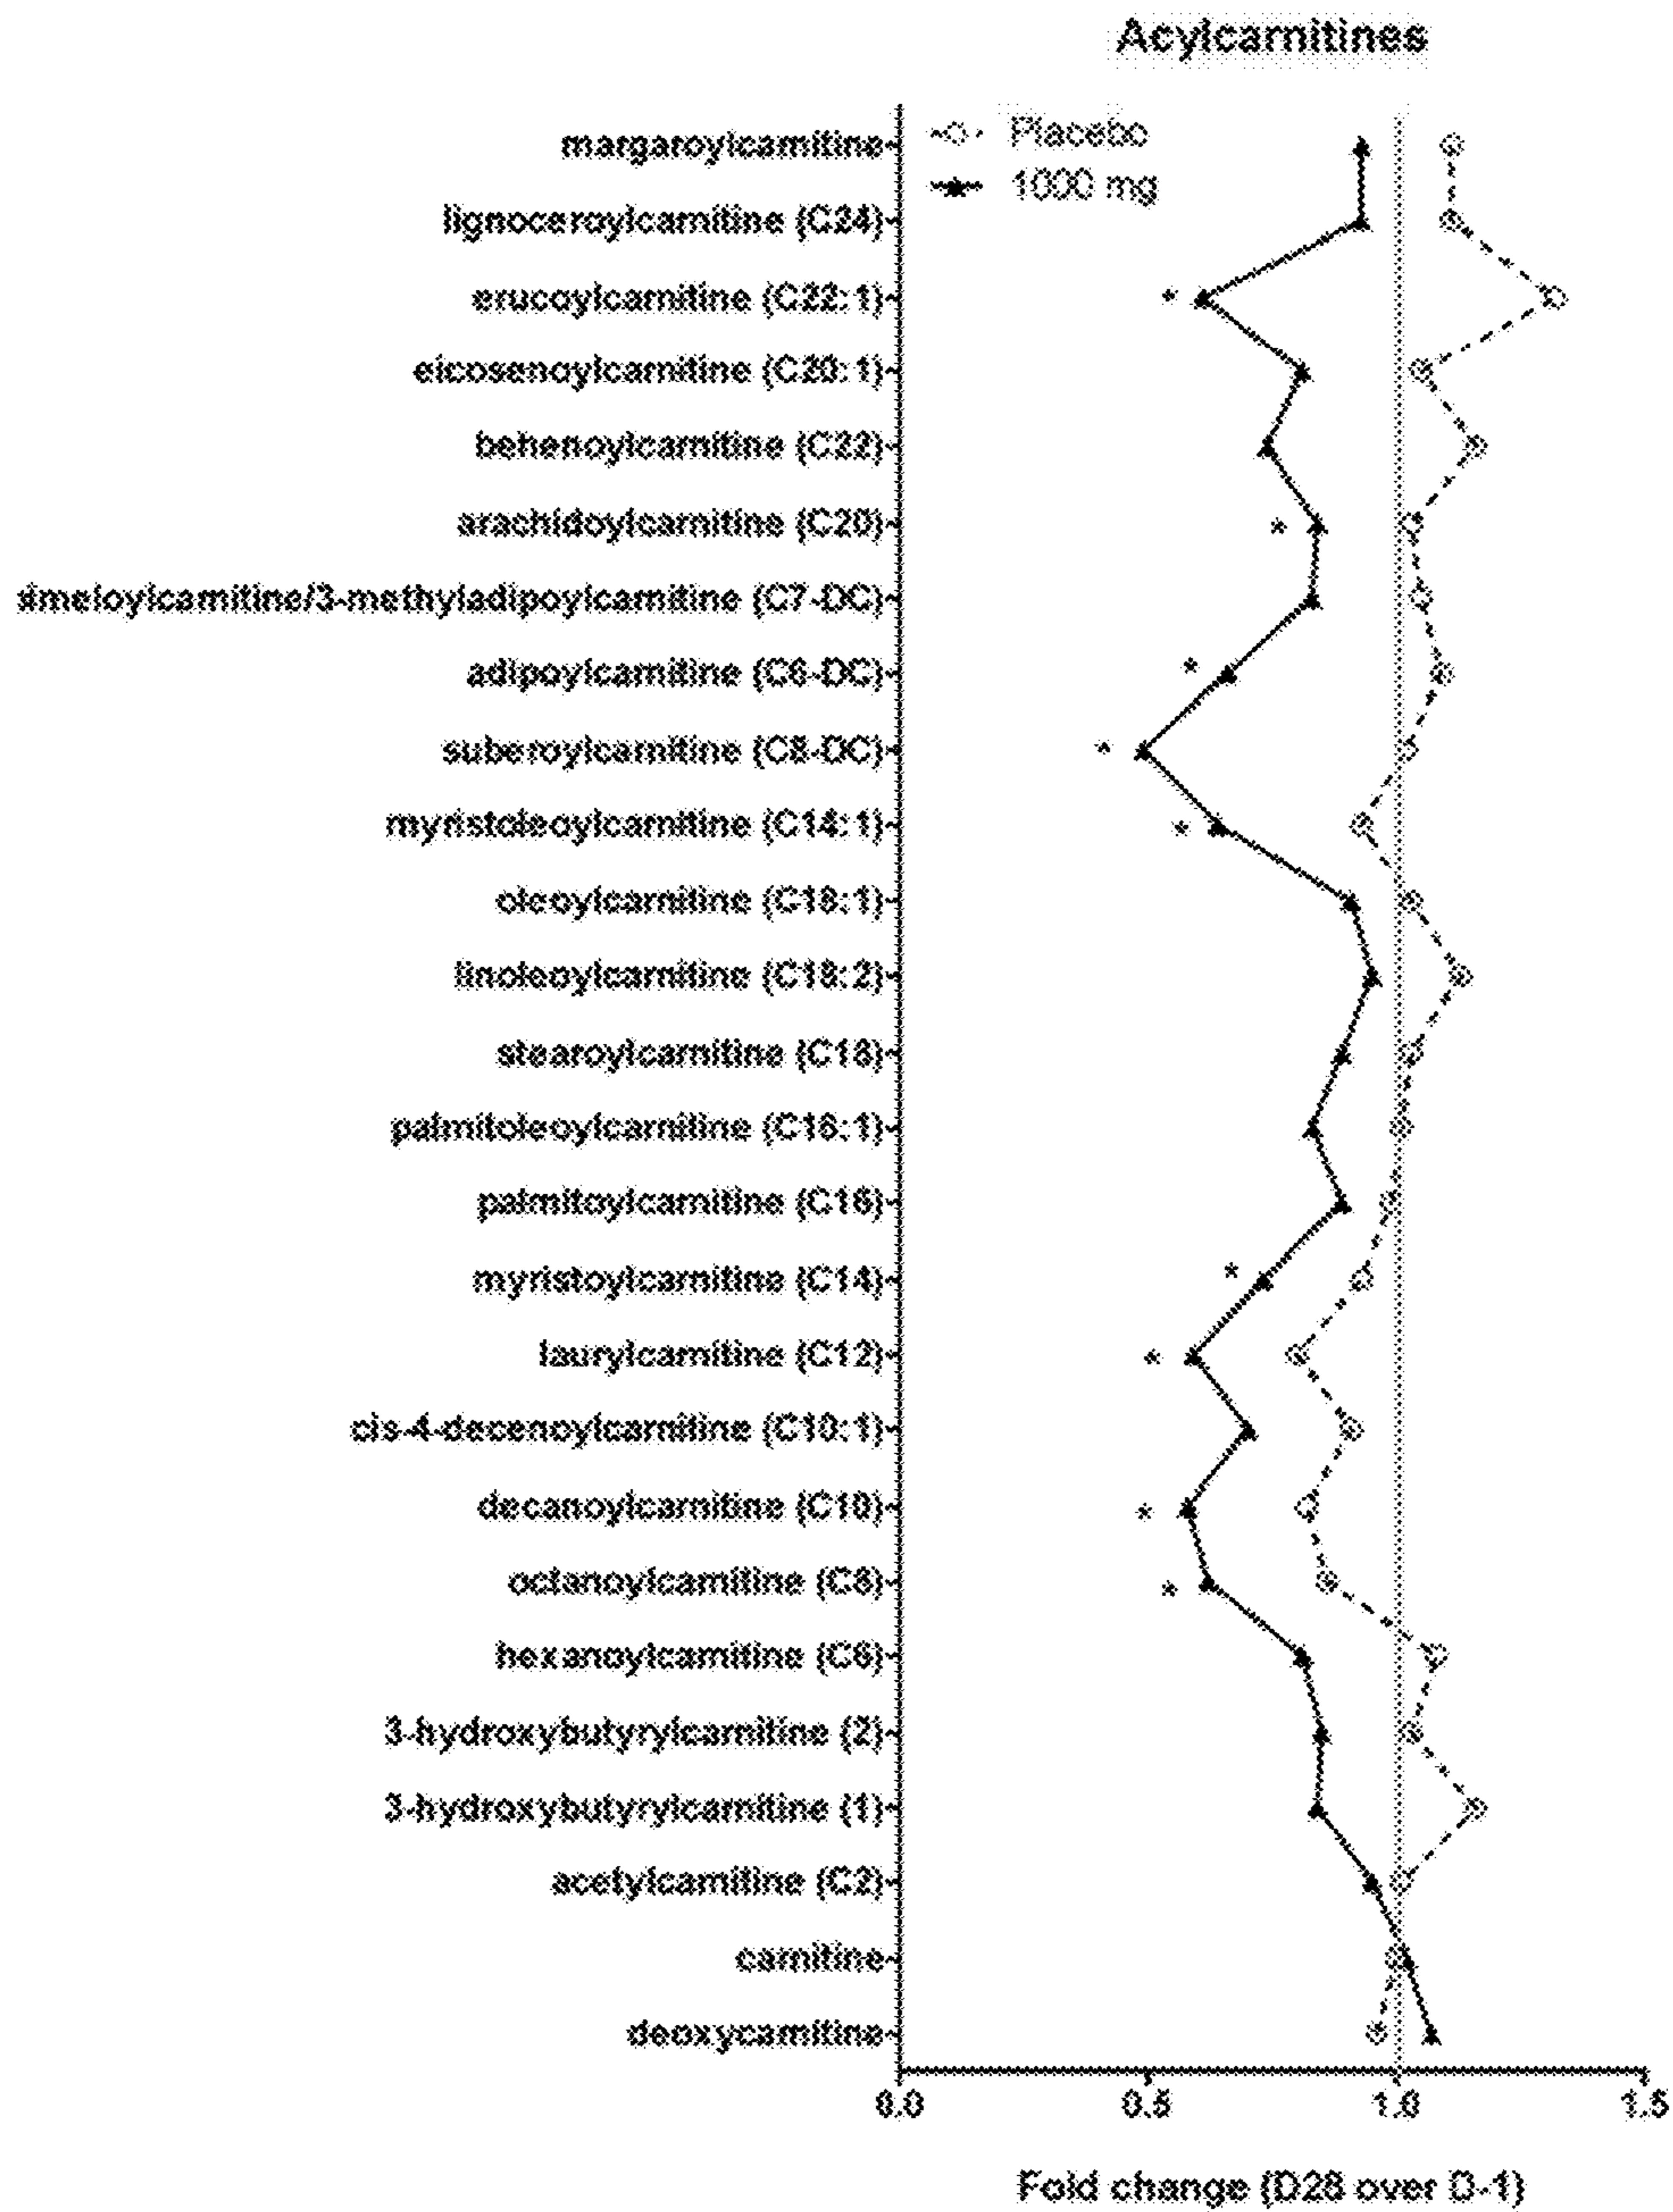 Acylcarnitines
Placebo
1000 mg
margaroylcarnitine
lignoceroylcarnitine (C24)
erucoylcarnitine (C22:1)
eicosenoylcarnitine (C20:1)
behenoylcarnitine (C22)
*
arachidoylcarnitine (C20)
*
imeloylcarnitine/3-methyladipoylcarnitine (C7-DC)
adipoylcarnitine (C6-DC)
*
suberoylcarnitine (C8-DC)
*
myristoleoylcarnitine (C14:1)
*
oleoylcarnitine (C18:1)
linoleoylcarnitine (C18:2)
stearoylcarnitine (C18)
palmitoleoylcarnitine (C16:1)
palmitoylcarnitine (C16)
myristoylcarnitine (C14)
*
laurylcarnitine (C12)
*
cis-4-decenoylcarnitine (C10:1)
decanoylcarnitine (C10)
*
octanoylcarnitine (C8)
*
hexanoylcarnitine (C6)
3-hydroxybutyrylcarnitine (2)
3-hydroxybutyrylcarnitine (1)
acetylcarnitine (C2)
carnitine
deoxycarnitine
0.0 0.5 1.0 1.5
Fold change (D28 over D-1)